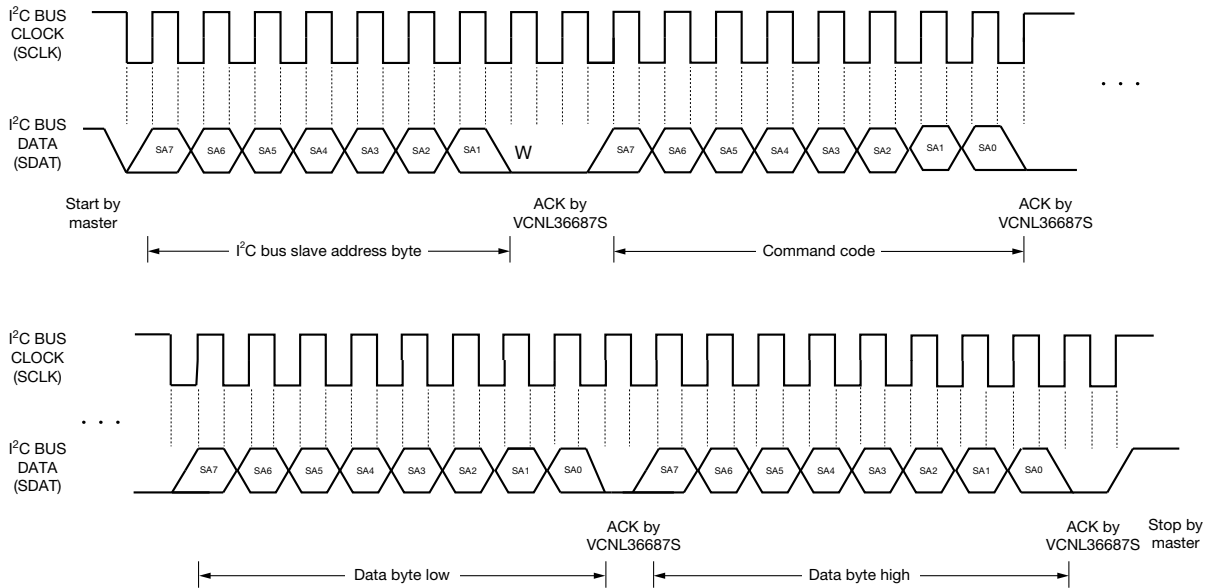 I²C BUS
CLOCK
(SCLK)
. . .
I²C BUS
DATA
(SDAT)
SA7 SA6 SA5 SA4 SA3 SA2 SA1 W SA7 SA6 SA5 SA4 SA3 SA2 SA1 SA0
Start by
master
ACK by
VCNL36687S
ACK by
VCNL36687S
I²C bus slave address byte
Command code
I²C BUS
CLOCK
(SCLK)
. . .
I²C BUS
DATA
(SDAT)
SA7 SA6 SA5 SA4 SA3 SA2 SA1 SA0 SA7 SA6 SA5 SA4 SA3 SA2 SA1 SA0
ACK by
VCNL36687S
ACK by
VCNL36687S
Stop by
master
Data byte low
Data byte high